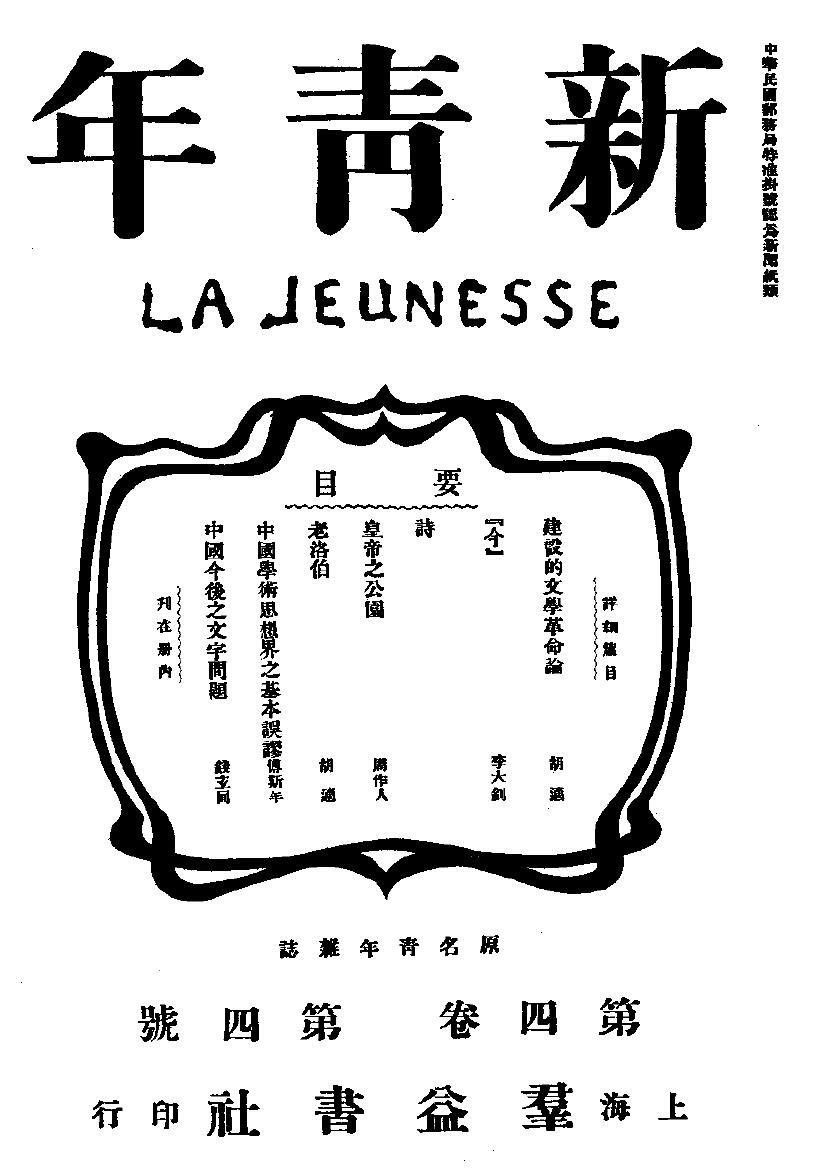 中華民國郵務局特准掛號認爲新聞紙類
新青年
LA JEUNESSE
要目
詳細總目
建設的文學革命論 胡適
『今』 李大釗
詩
皇帝之公園 周作人
老洛伯 胡適
中國學術思想界之基本誤謬 傅斯年
中國今後之文字問題 錢玄同
刊在册內
原名青年雜誌
第四卷 第四號
上海羣益書社印行